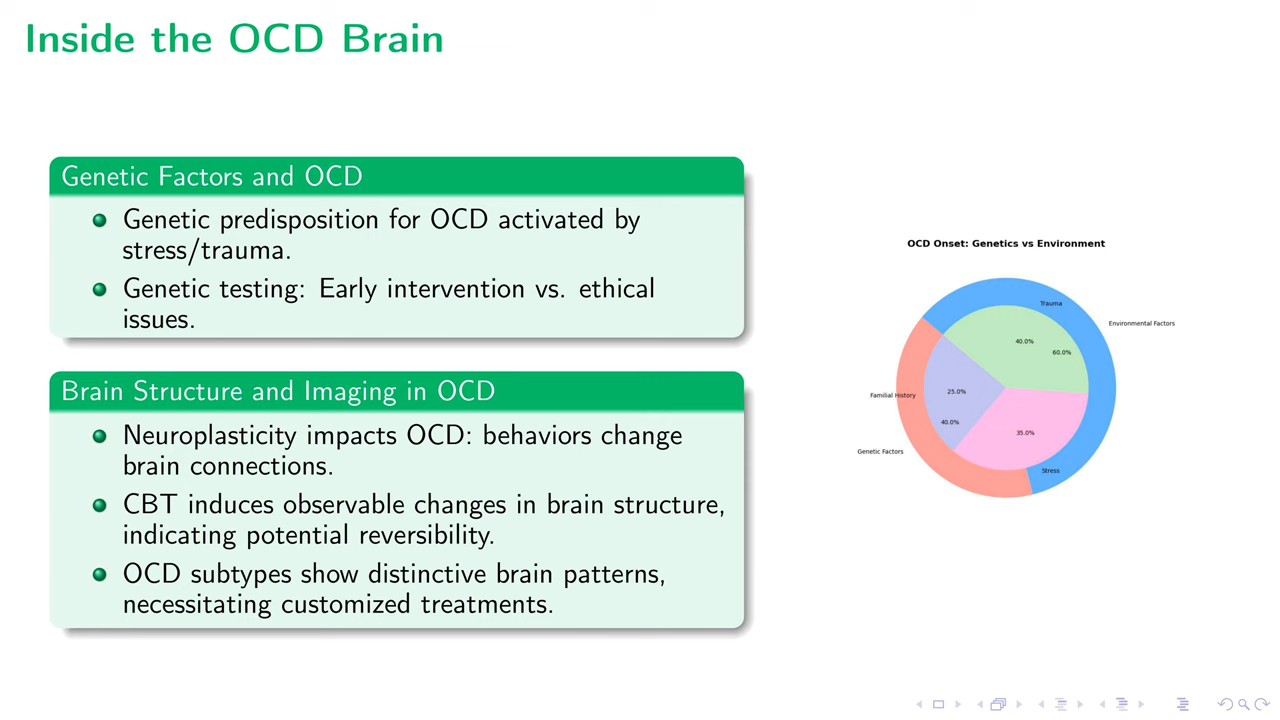 Inside the OCD Brain
Genetic Factors and OCD
Genetic predisposition for OCD activated by
stress/trauma.
Genetic testing: Early intervention vs. ethical
issues.
Brain Structure and Imaging in OCD
Neuroplasticity impacts OCD: behaviors change
brain connections.
CBT induces observable changes in brain structure,
indicating potential reversibility.
OCD subtypes show distinctive brain patterns,
necessitating customized treatments.
OCD Onset: Genetics vs Environment
Trauma
Environmental Factors
40.0%
60.0%
25.0%
Familial History
40.0%
35.0%
Genetic Factors
Stress